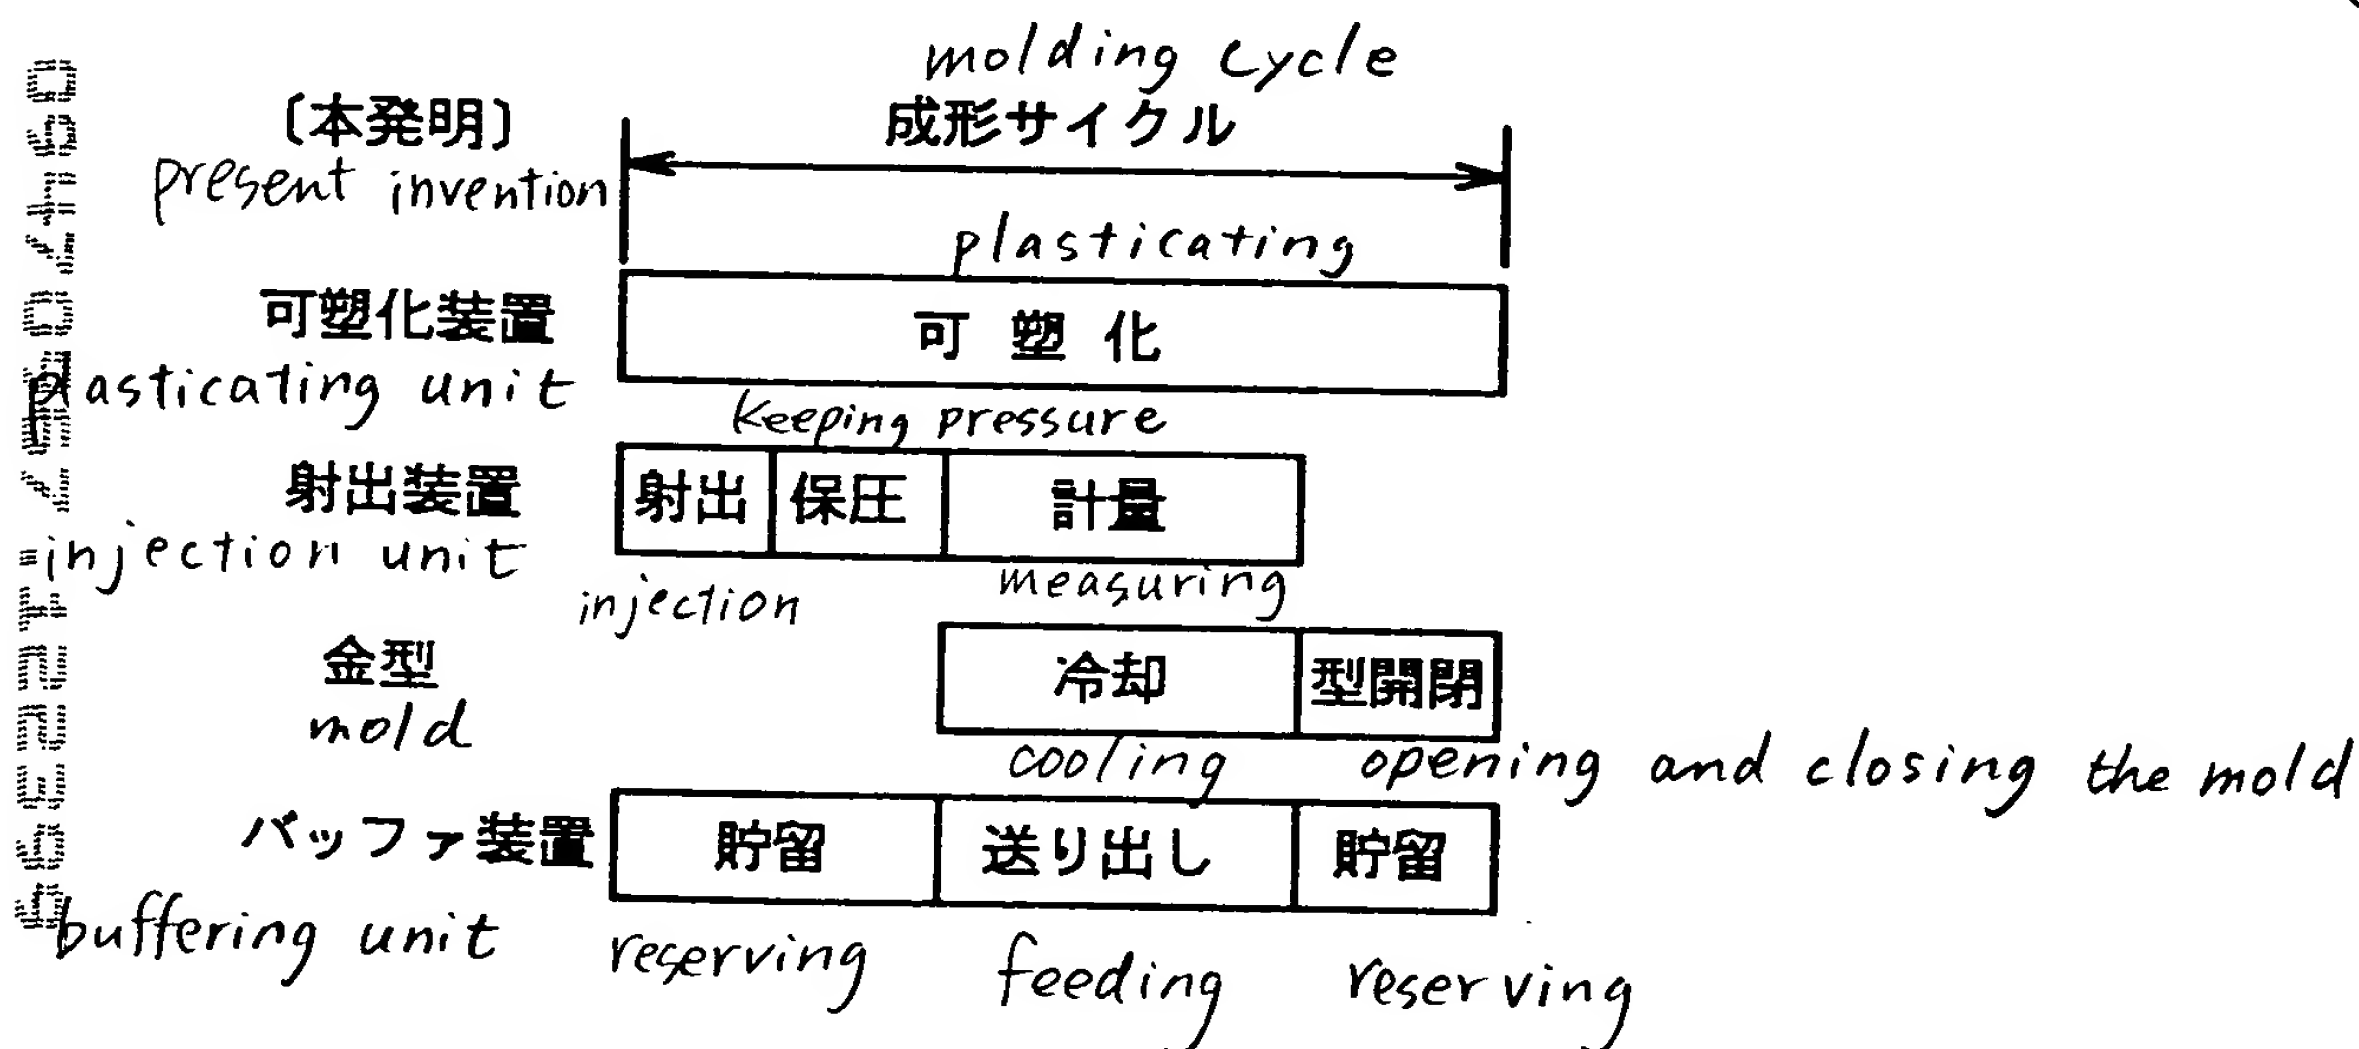 molding cycle
〔本発明〕 成形サイクル
present invention
plasticating
可塑化装置 可塑化
plasticating unit
keeping pressure
射出装置 射出 保圧 計量
injection unit
injection measuring
金型 冷却 型開閉
mold
cooling opening and closing the mold
バッファ装置 貯留 送り出し 貯留
buffering unit reserving feeding reserving